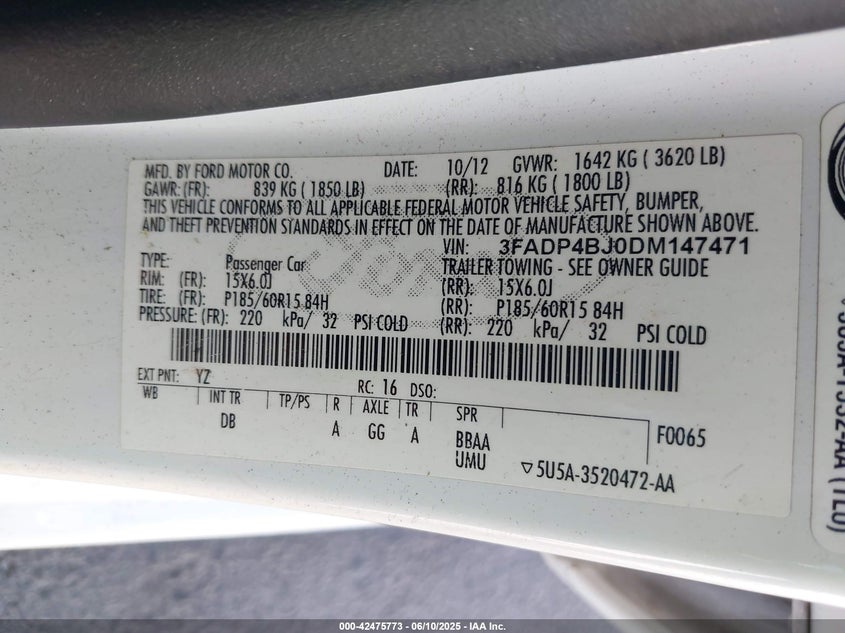 MFD. BY FORD MOTOR CO. DATE: 10/12 GVWR: 1642 KG ( 3620 LB)
GAWR: (FR): 839 KG ( 1850 LB) (RR): 816 KG ( 1800 LB)
THIS VEHICLE CONFORMS TO ALL APPLICABLE FEDERAL MOTOR VEHICLE SAFETY, BUMPER,
AND THEFT PREVENTION STANDARDS IN EFFECT ON THE DATE OF MANUFACTURE SHOWN ABOVE.
VIN: 3FADP4BJ0DM147471
TYPE: Passenger Car TRAILER TOWING - SEE OWNER GUIDE
RIM: (FR) 15X6.0J (RR): 15X6.0J
TIRE: (FR): P185/60R15 84H (RR): P185/60R15 84H
PRESSURE: (FR): 220 kPa/ 32 PSI COLD (RR): 220 kPa/ 32 PSI COLD
EXT PNT: YZ RC: 16 DSO:
WB INT TR TP/PS R AXLE TR SPR
DB A GG A BBAA F0065
UMU ▽5U5A-3520472-AA
000-42475773 - 06/10/2025 - IAA Inc.